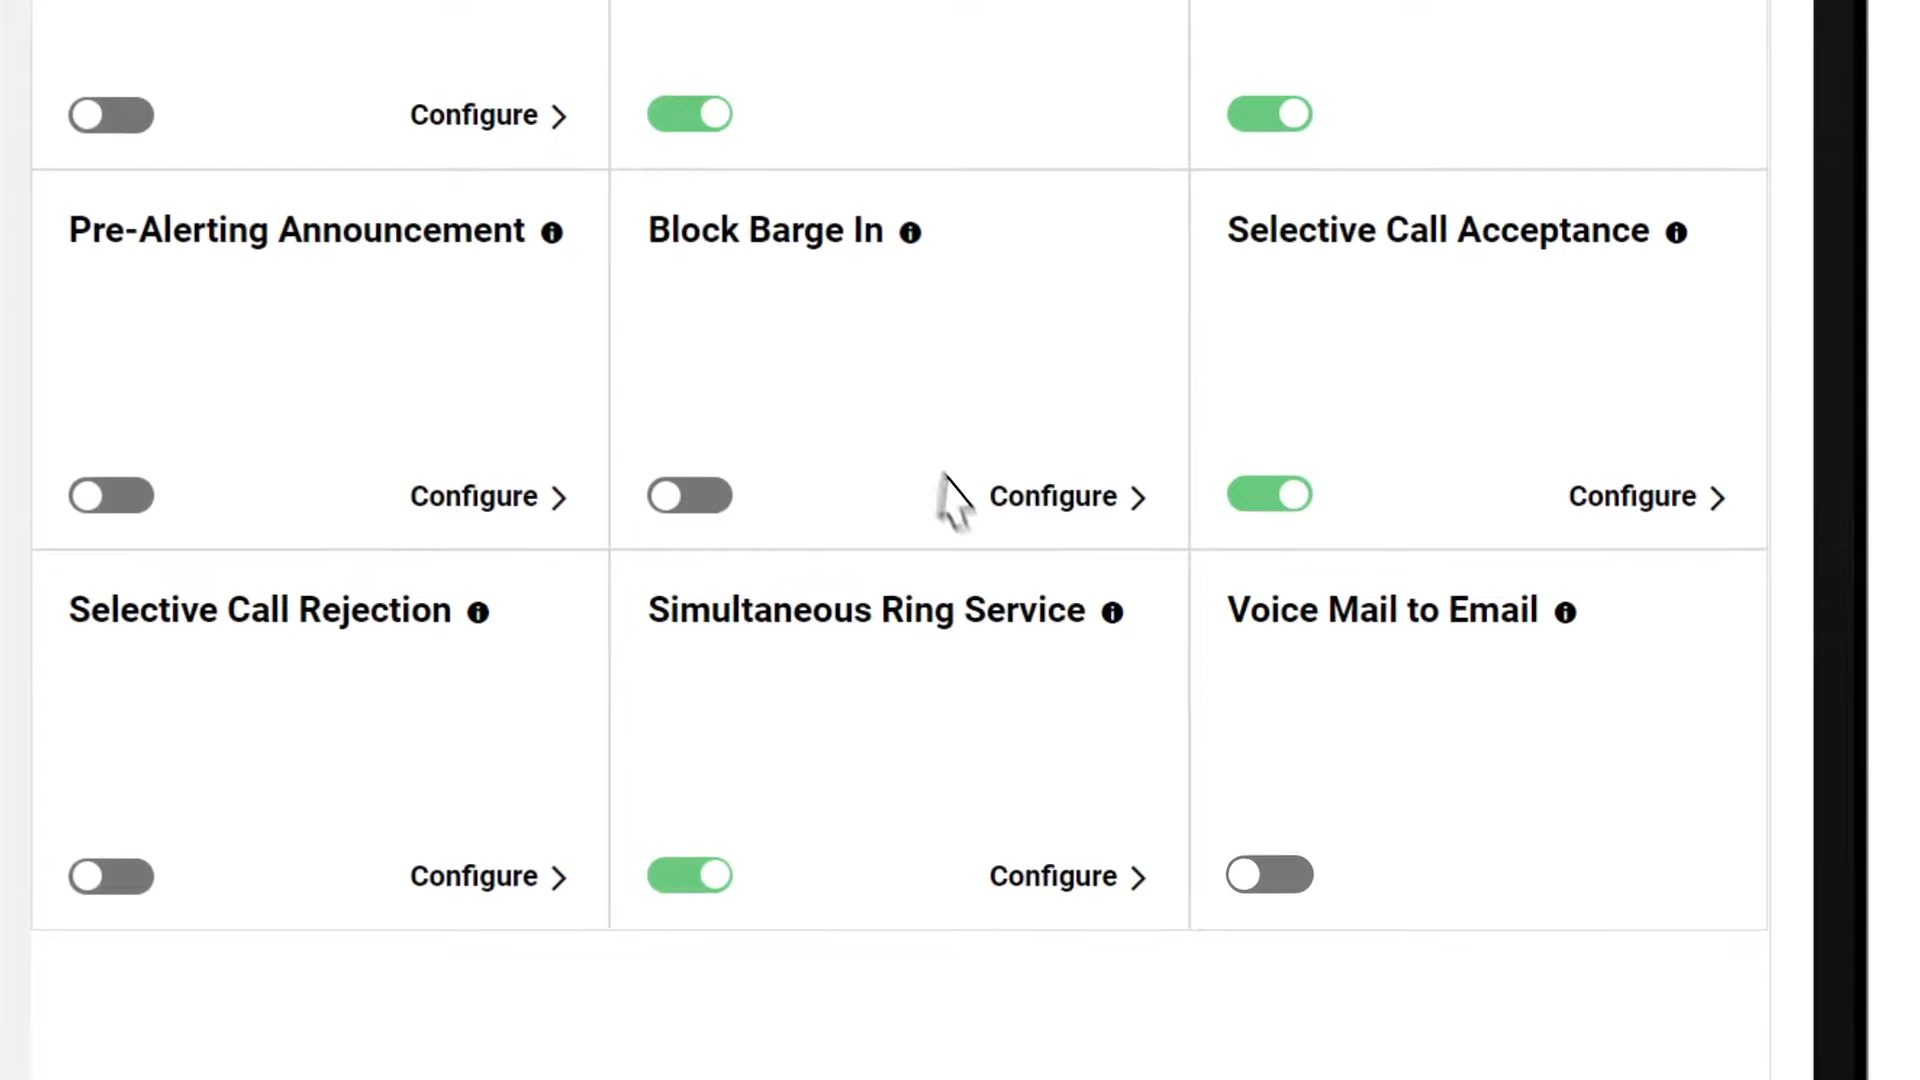 Configure
Pre-Alerting Announcement
Block Barge In
Selective Call Acceptance
Configure
Configure
Configure
Selective Call Rejection
Simultaneous Ring Service
Voice Mail to Email
Configure
Configure